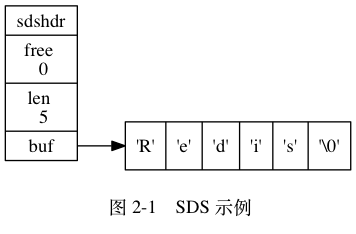 sdshdr
free
0
len
5
buf
'R' 'e' 'd' 'i' 's' '\0'
图 2-1 SDS 示例